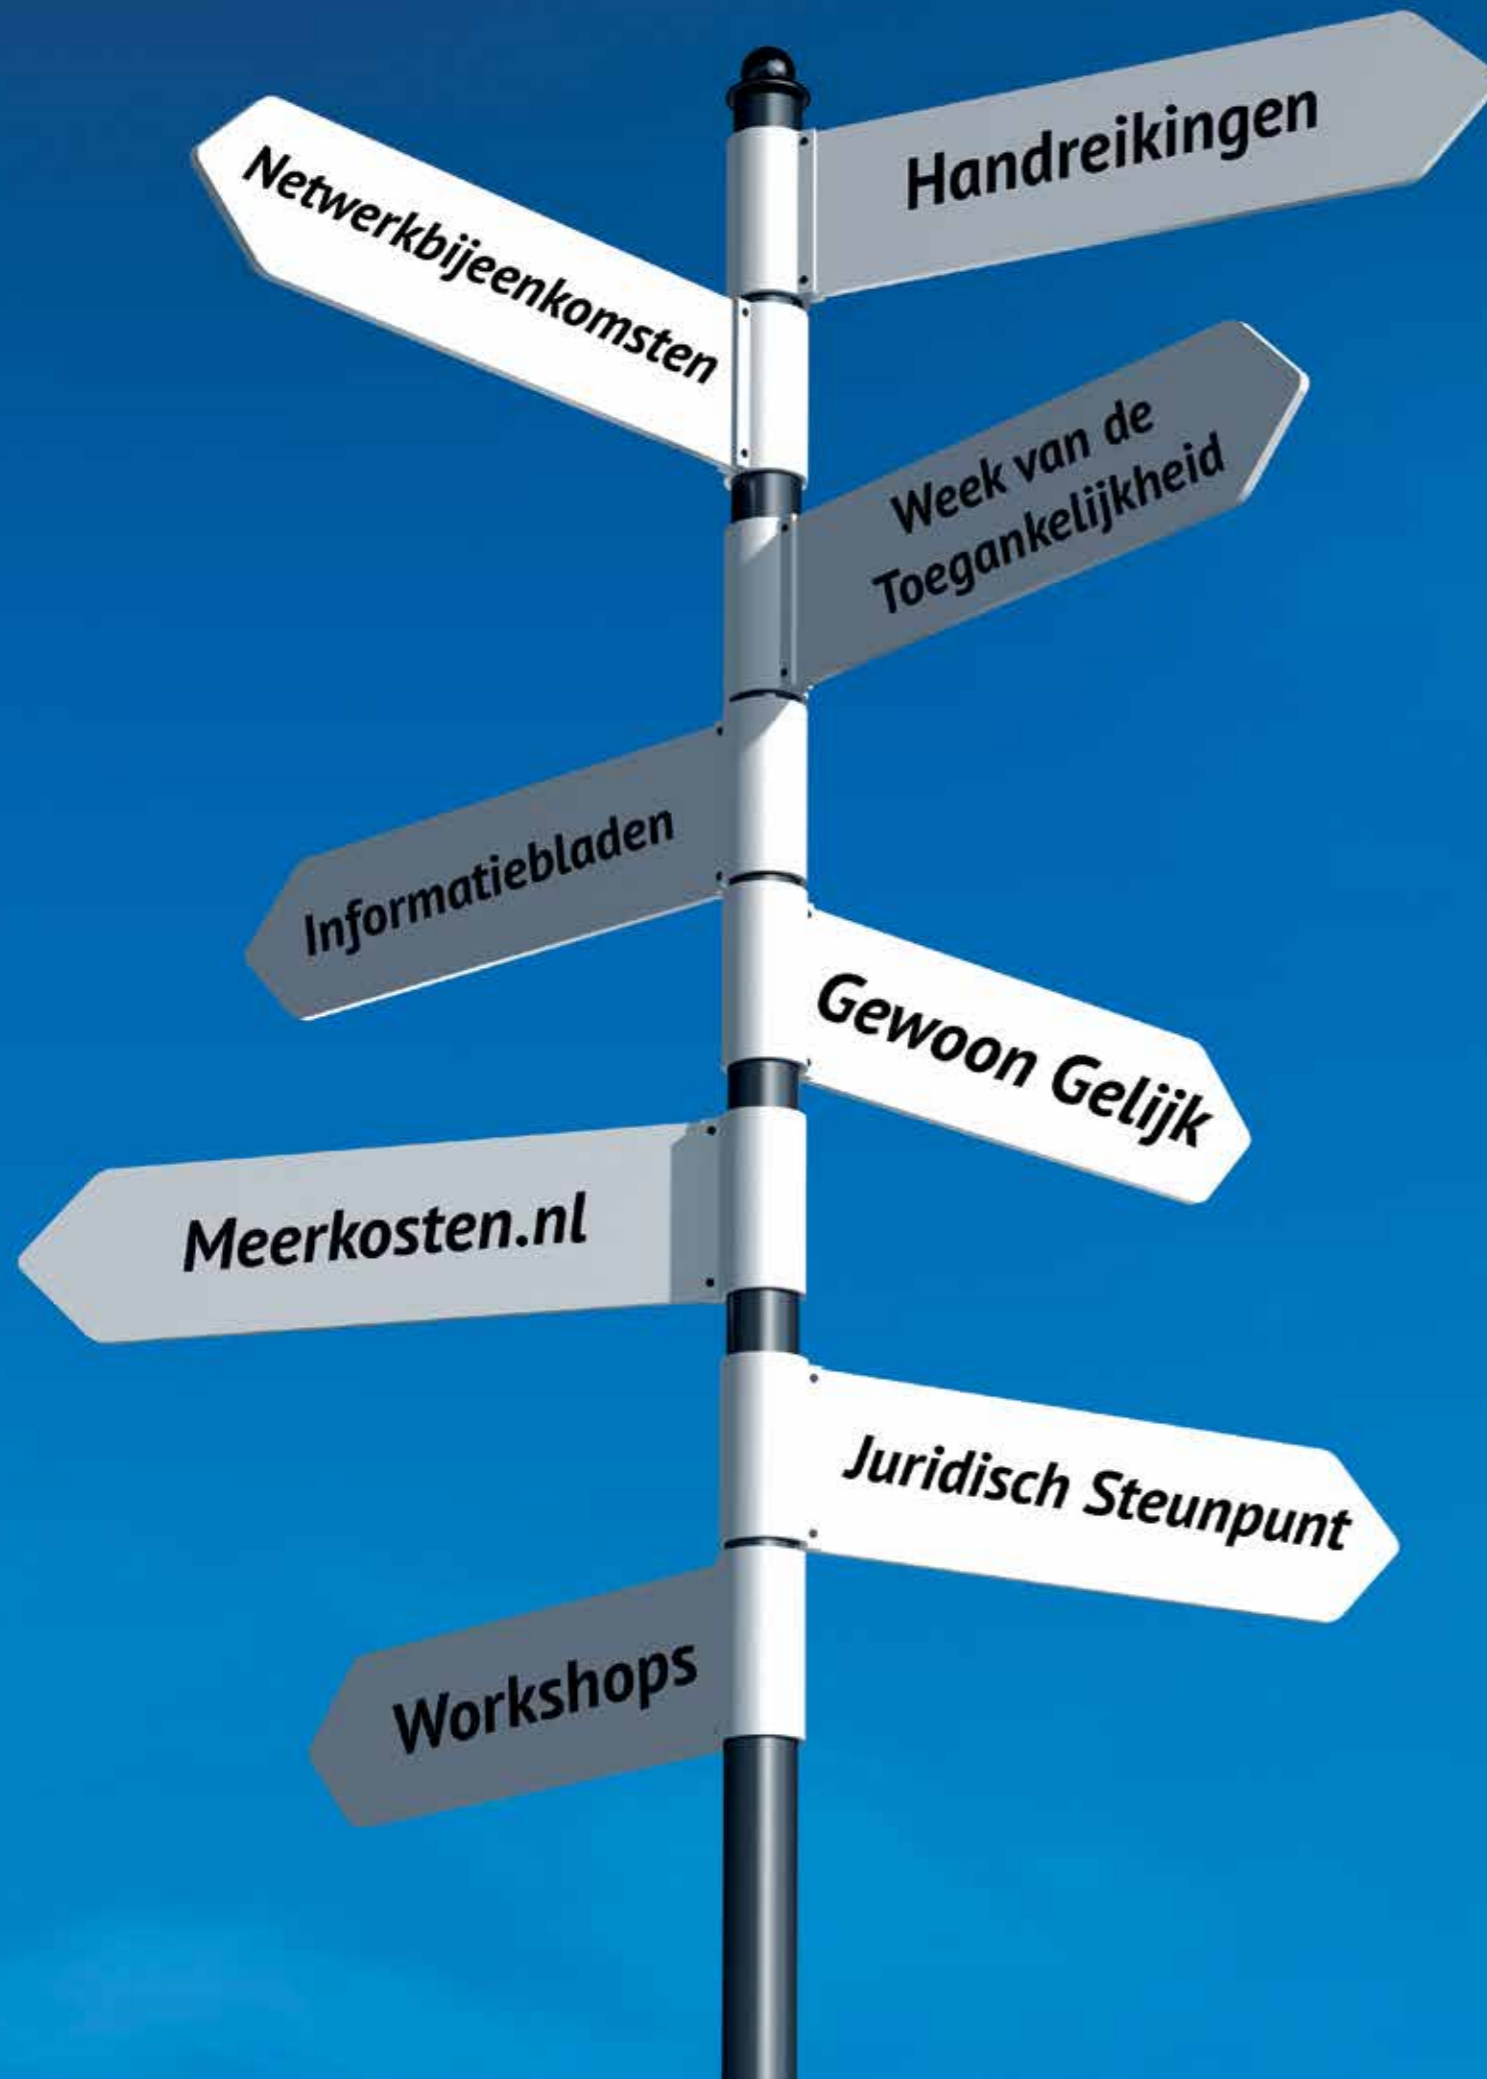 Handreikingen
Netwerkbijeenkomsten
Week van de
Toegankelijkheid
Informatiebladen
Gewoon Gelijk
Meerkosten.nl
Juridisch Steunpunt
Workshops